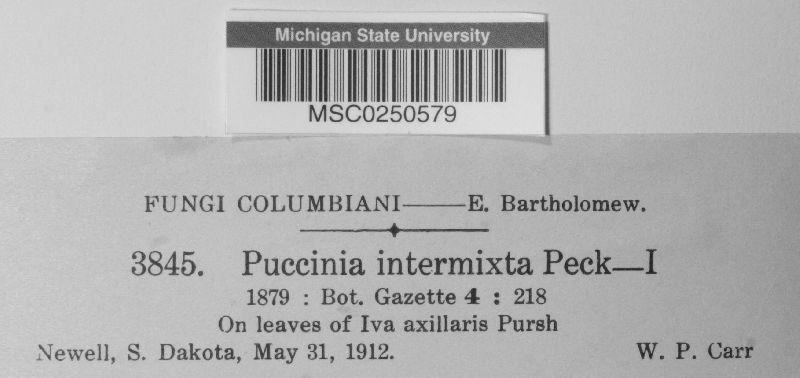 Michigan State University
MSC0250579
FUNGI COLUMBIANI——E. Bartholomew.
3845. Puccinia intermixta Peck—I
1879 : Bot. Gazette 4 : 218
On leaves of Iva axillaris Pursh
Newell, S. Dakota, May 31, 1912. W. P. Carr